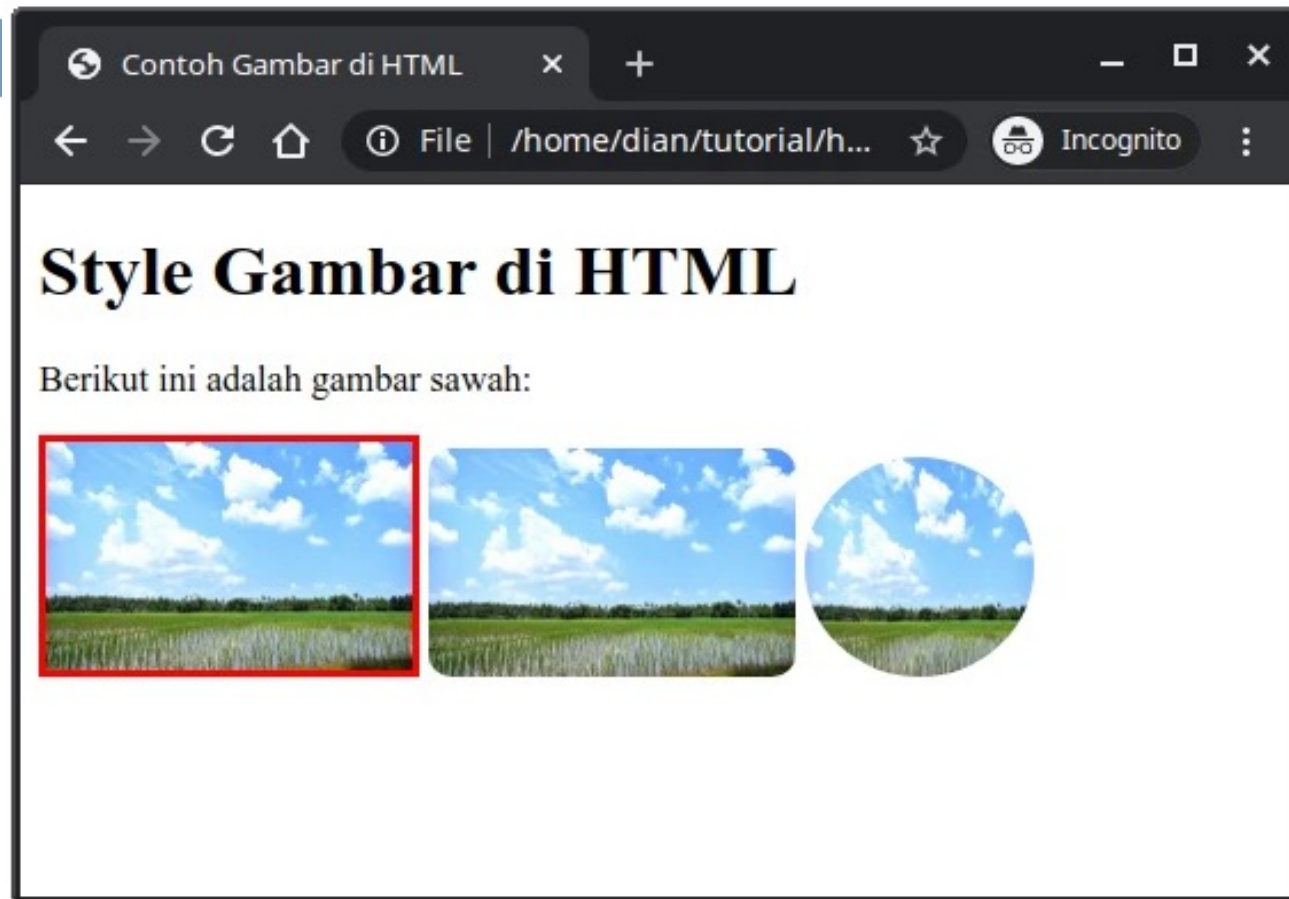 Contoh Gambar di HTML
File /home/dian/tutorial/h... Incognito
Style Gambar di HTML
Berikut ini adalah gambar sawah: